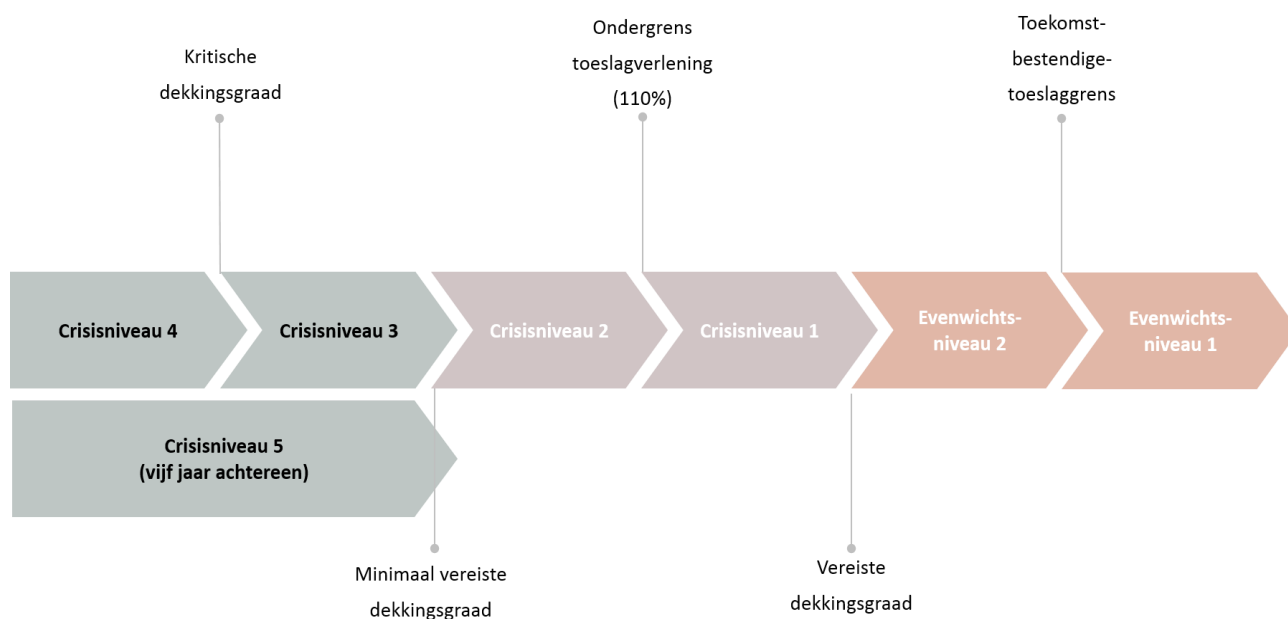 Kritische
dekkingsgraad
Ondergrens
toeslagverlening
(110%)
Toekomst-
bestendige-
toeslaggrens
Crisisniveau 4
Crisisniveau 3
Crisisniveau 2
Crisisniveau 1
Evenwichts-
niveau 2
Evenwichts-
niveau 1
Crisisniveau 5
(vijf jaar achtereen)
Minimaal vereiste
dekkingsgraad
Vereiste
dekkingsgraad